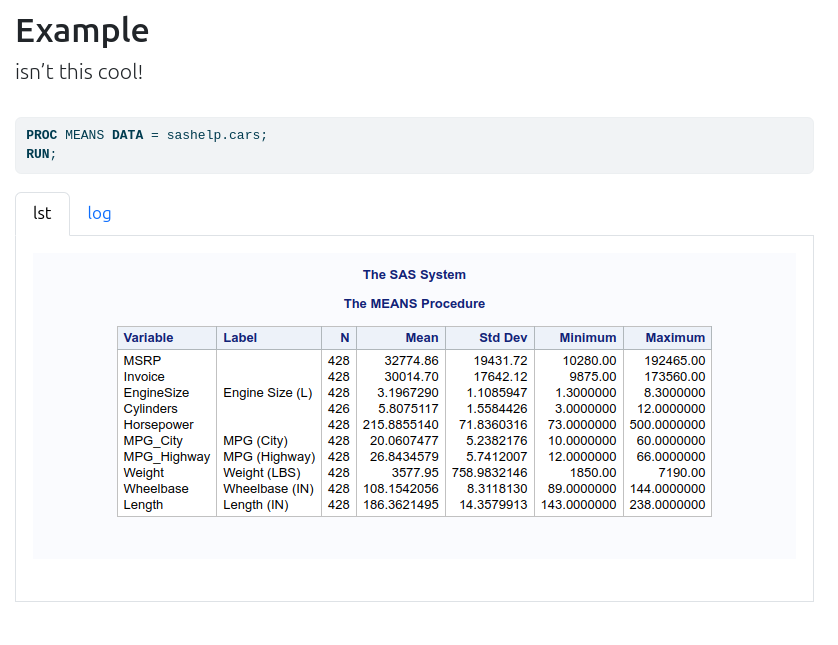 Example
isn't this cool!
PROC MEANS DATA = sashelp.cars;
RUN;
lst log
The SAS System
The MEANS Procedure
Variable Label N Mean Std Dev Minimum Maximum
MSRP 428 32774.86 19431.72 10280.00 192465.00
Invoice 428 30014.70 17642.12 9875.00 173560.00
EngineSize Engine Size (L) 428 3.1967290 1.1085947 1.3000000 8.3000000
Cylinders 426 5.8075117 1.5584426 3.0000000 12.0000000
Horsepower 428 215.8855140 71.8360316 73.0000000 500.0000000
MPG_City MPG (City) 428 20.0607477 5.2382176 10.0000000 60.0000000
MPG_Highway MPG (Highway) 428 26.8434579 5.7412007 12.0000000 66.0000000
Weight Weight (LBS) 428 3577.95 758.9832146 1850.00 7190.00
Wheelbase Wheelbase (IN) 428 108.1542056 8.3118130 89.0000000 144.0000000
Length Length (IN) 428 186.3621495 14.3579913 143.0000000 238.0000000